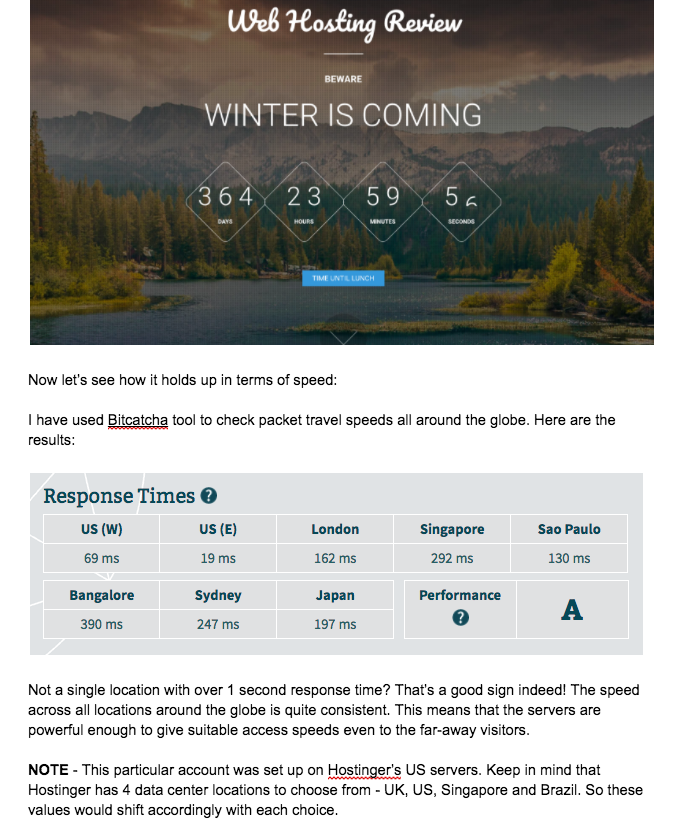 Web Hosting Review
BEWARE
WINTER IS COMING
364 23 59
DAYS HOURS MINUTES SECONDS
TIME UNTIL LUNCH
Now let's see how it holds up in terms of speed:
I have used Bitcatcha tool to check packet travel speeds all around the globe. Here are the
results:
Response Times ?
US (W) US (E) London Singapore Sao Paulo
69 ms 19 ms 162 ms 292 ms 130 ms
Bangalore Sydney Japan Performance ? A
390 ms 247 ms 197 ms
Not a single location with over 1 second response time? That's a good sign indeed! The speed
across all locations around the globe is quite consistent. This means that the servers are
powerful enough to give suitable access speeds even to the far-away visitors.
NOTE - This particular account was set up on Hostinger's US servers. Keep in mind that
Hostinger has 4 data center locations to choose from - UK, US, Singapore and Brazil. So these
values would shift accordingly with each choice.